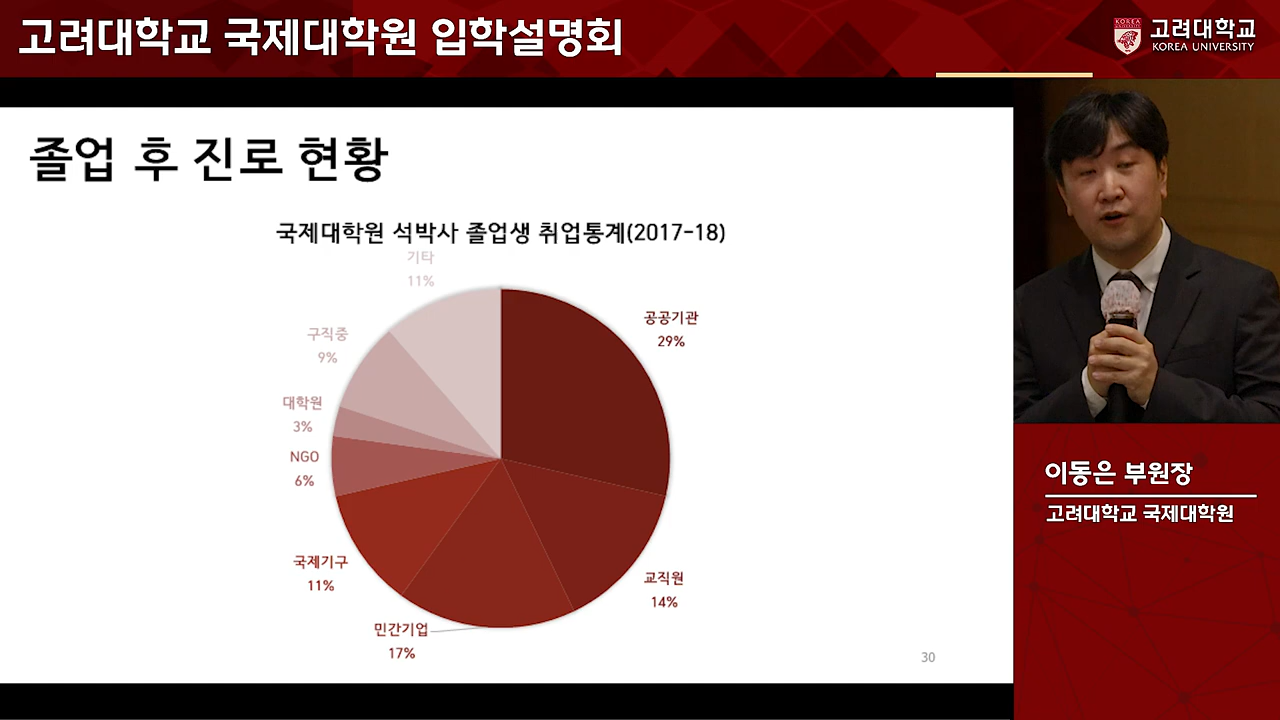 고려대학교 국제대학원 입학설명회
KOREA
고려대학교
KOREA UNIVERSITY
졸업 후 진로 현황
국제대학원 석박사 졸업생 취업통계(2017-18)
기타
11%
공공기관
29%
구직중
9%
대학원
3%
NGO
6%
국제기구
11%
교직원
14%
민간기업
17%
30
이동은 부원장
고려대학교 국제대학원